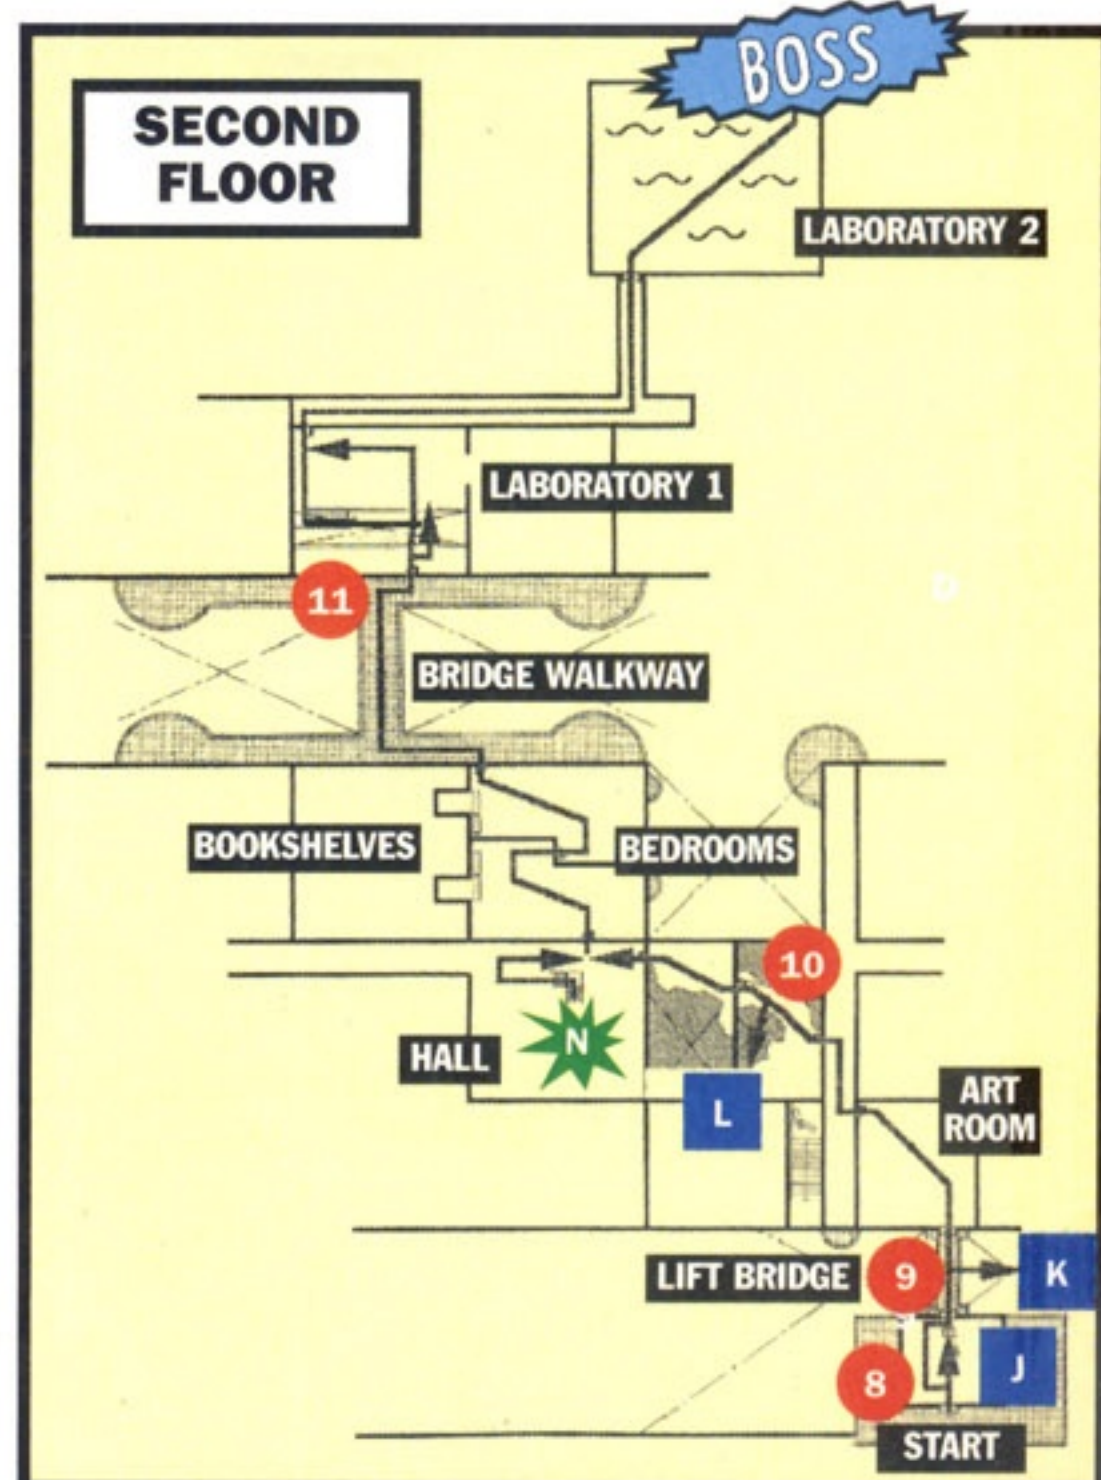 BOSS
SECOND
FLOOR
LABORATORY 2
LABORATORY 1
11
BRIDGE WALKWAY
BOOKSHELVES
BEDROOMS
10
HALL
N
L
ART
ROOM
LIFT BRIDGE
9
K
8
J
START